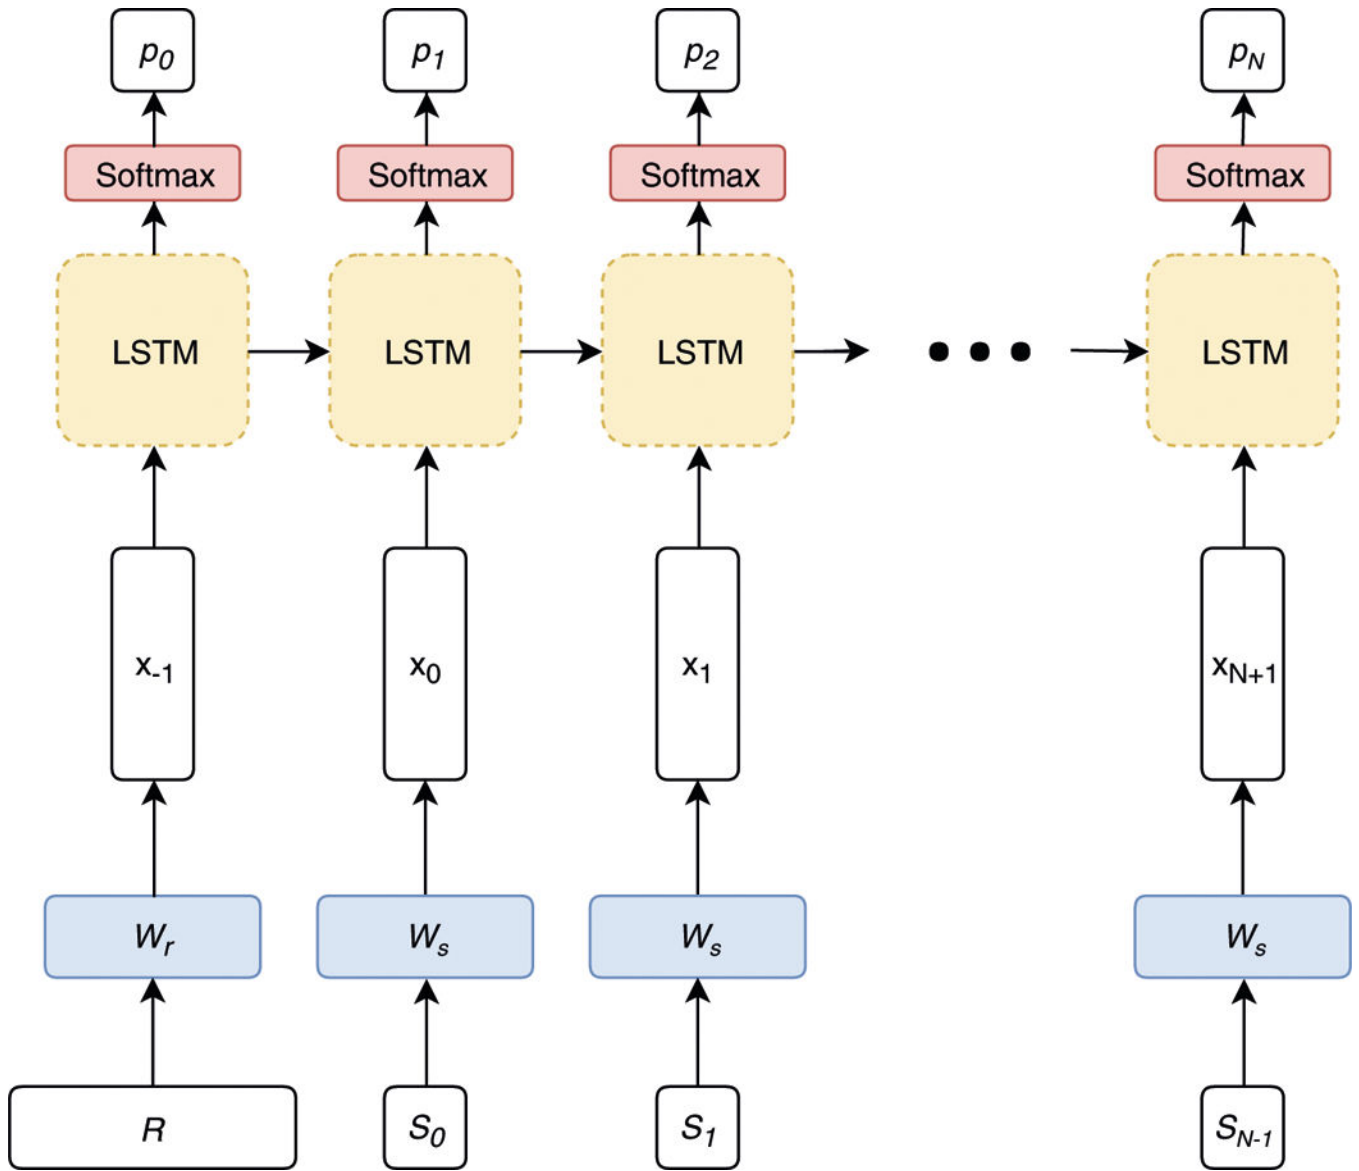 p0 p1 p2 pN
Softmax Softmax Softmax Softmax
LSTM LSTM LSTM LSTM
x-1 x0 x1 xN+1
Wr Ws Ws Ws
R S0 S1 SN-1